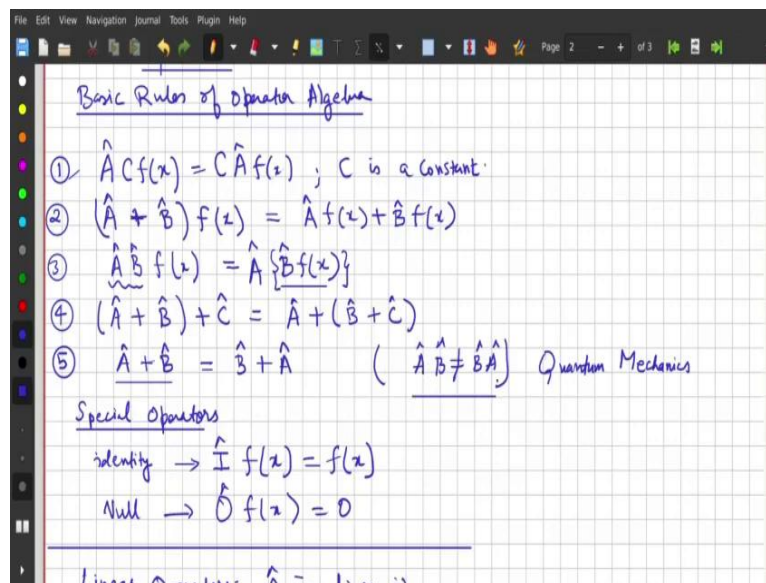 File Edit View Navigation Journal Tools Plugin Help
Page 2 - + of 3
Basic Rules of Operator Algebra
① Â C f(x) = C Â f(x) ; C is a constant.
② (Â + B̂) f(x) = Â f(x) + B̂ f(x)
③ Â B̂ f(x) = Â {B̂ f(x)}
④ (Â + B̂) + Ĉ = Â + (B̂ + Ĉ)
⑤ Â + B̂ = B̂ + Â ( Â B̂ ≠ B̂ Â ) Quantum Mechanics
Special Operators
identity → Î f(x) = f(x)
Null → Ô f(x) = 0